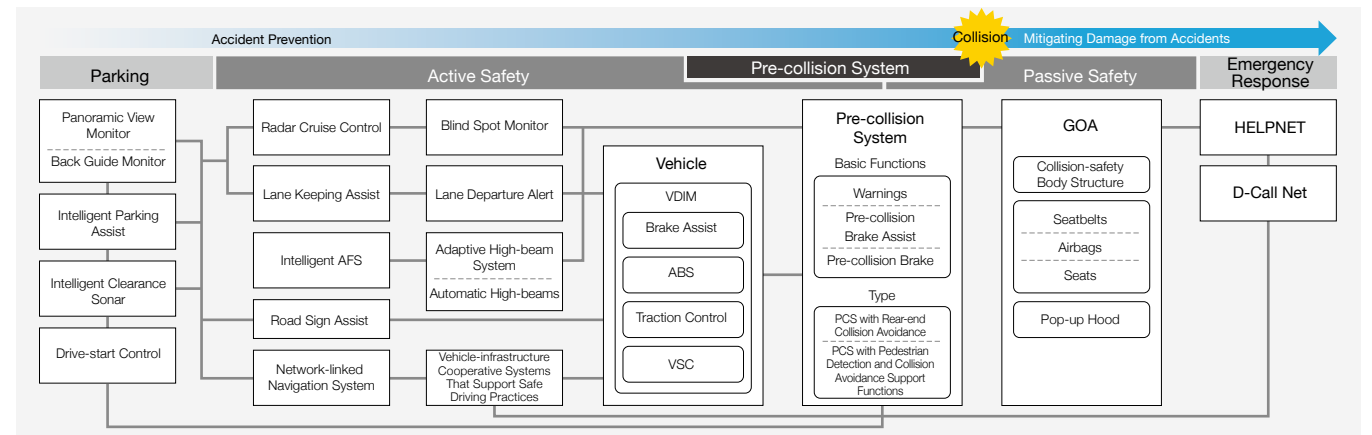 Accident Prevention
Collision
Mitigating Damage from Accidents
Parking
Active Safety
Pre-collision System
Passive Safety
Emergency
Response
Panoramic View
Monitor
Back Guide Monitor
Intelligent Parking
Assist
Intelligent Clearance
Sonar
Drive-start Control
Radar Cruise Control
Lane Keeping Assist
Intelligent AFS
Road Sign Assist
Network-linked
Navigation System
Blind Spot Monitor
Lane Departure Alert
Adaptive High-beam
System
Automatic High-beams
Vehicle-infrastructure
Cooperative Systems
That Support Safe
Driving Practices
Vehicle
VDIM
Brake Assist
ABS
Traction Control
VSC
Pre-collision
System
Basic Functions
Warnings
Pre-collision
Brake Assist
Pre-collision Brake
Type
PCS with Rear-end
Collision Avoidance
PCS with Pedestrian
Detection and Collision
Avoidance Support
Functions
GOA
Collision-safety
Body Structure
Seatbelts
Airbags
Seats
Pop-up Hood
HELPNET
D-Call Net